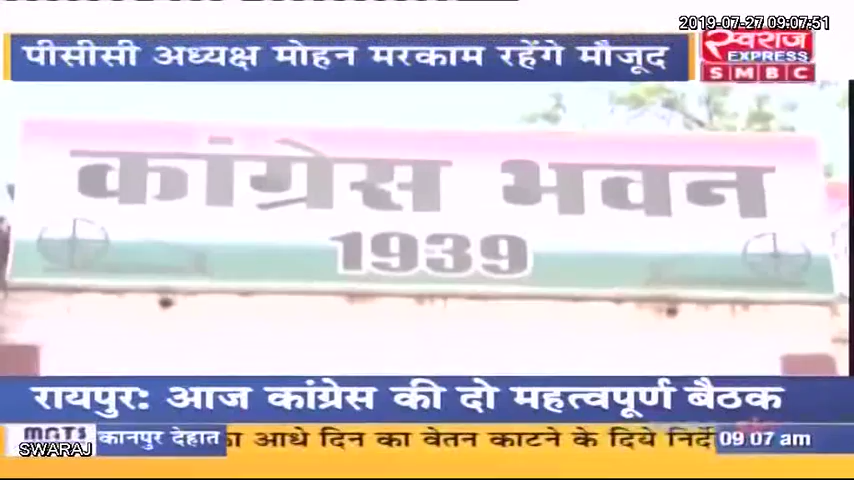 2019-07-27 09:07:51
पीसीसी अध्यक्ष मोहन मरकाम रहेंगे मौजूद
स्वराज
EXPRESS
SMBC
कांग्रेस भवन
1939
रायपुर: आज कांग्रेस की दो महत्वपूर्ण बैठक
कानपुर देहात
का आधे दिन का वेतन काटने के दिये निर्दे
09:07 am
SWARAJ